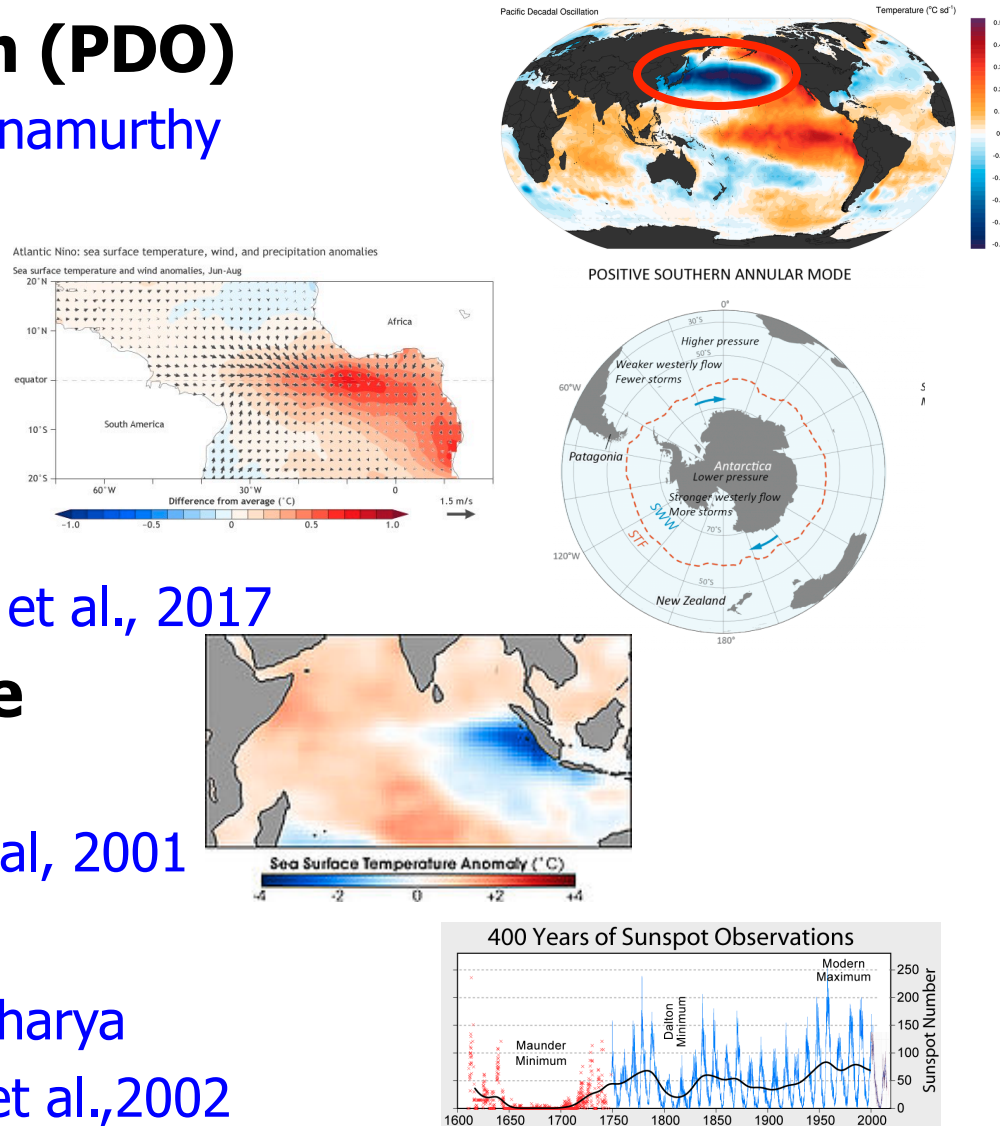 n (PDO)
namurthy
Pacific Decadal Oscillation
Temperature (°C sd⁻¹)
Atlantic Nino: sea surface temperature, wind, and precipitation anomalies
Sea surface temperature and wind anomalies, Jun-Aug
20°N
10°N
equator
10°S
20°S
Africa
South America
60°W
30°W
0
Difference from average (°C)
1.5 m/s
-1.0
-0.5
0
0.5
1.0
POSITIVE SOUTHERN ANNULAR MODE
0°
30°S
Higher pressure
50°S
Weaker westerly flow
Fewer storms
60°W
Patagonia
Antarctica
Lower pressure
Stronger westerly flow
More storms
SWW
70°S
STF
120°W
50°S
New Zealand
180°
et al., 2017
e
al, 2001
Sea Surface Temperature Anomaly (°C)
-4
-2
0
+2
+4
harya
et al.,2002
400 Years of Sunspot Observations
Modern
Maximum
Dalton
Minimum
Maunder
Minimum
250
200
150
100
50
0
Sunspot Number
1600
1650
1700
1750
1800
1850
1900
1950
2000